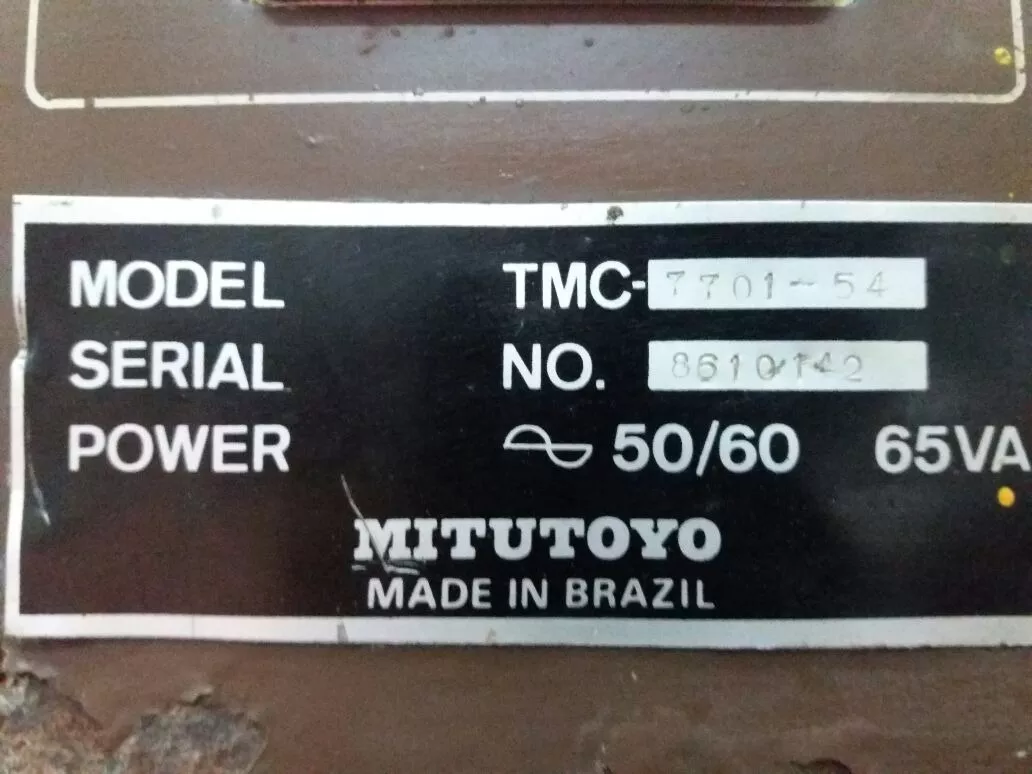 MODEL TMC-7701-54
SERIAL NO. 8610142
POWER 50/60 65VA
MITUTOYO
MADE IN BRAZIL